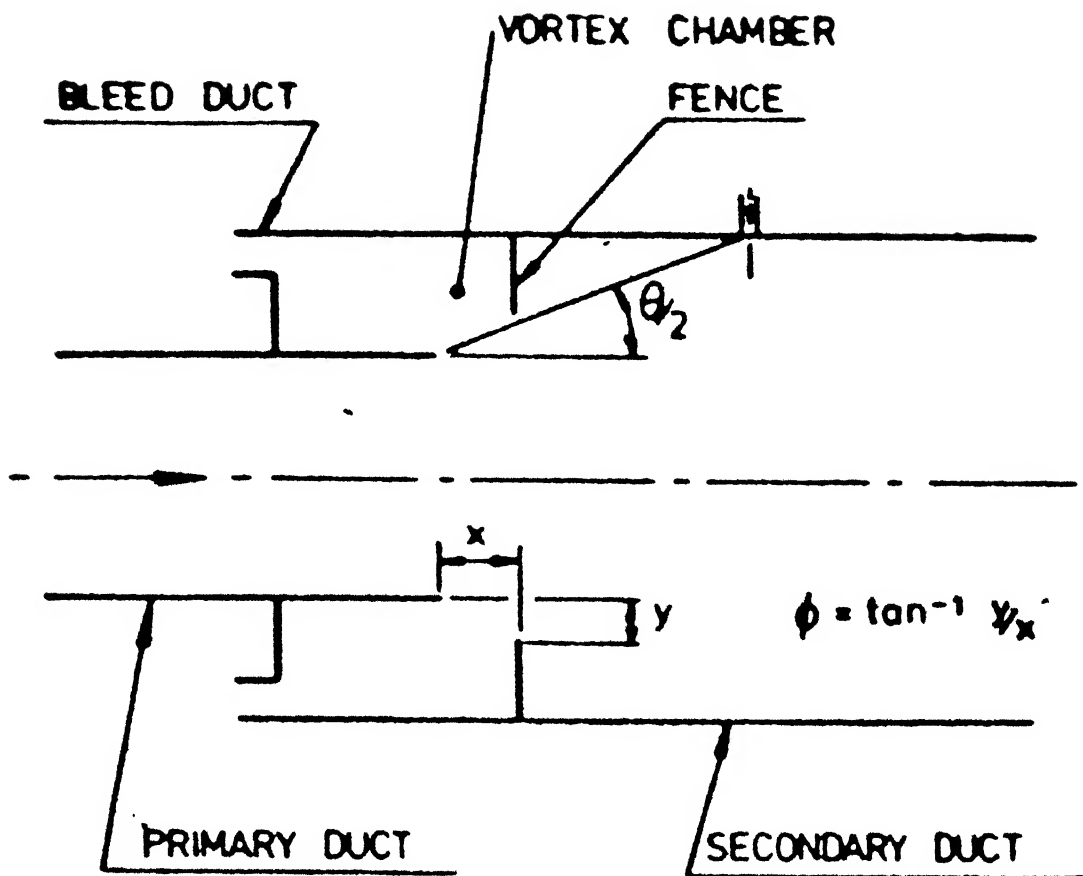 VORTEX CHAMBER
BLEED DUCT
FENCE
θ/2
x
y
ϕ = tan⁻¹ y/x
PRIMARY DUCT
SECONDARY DUCT